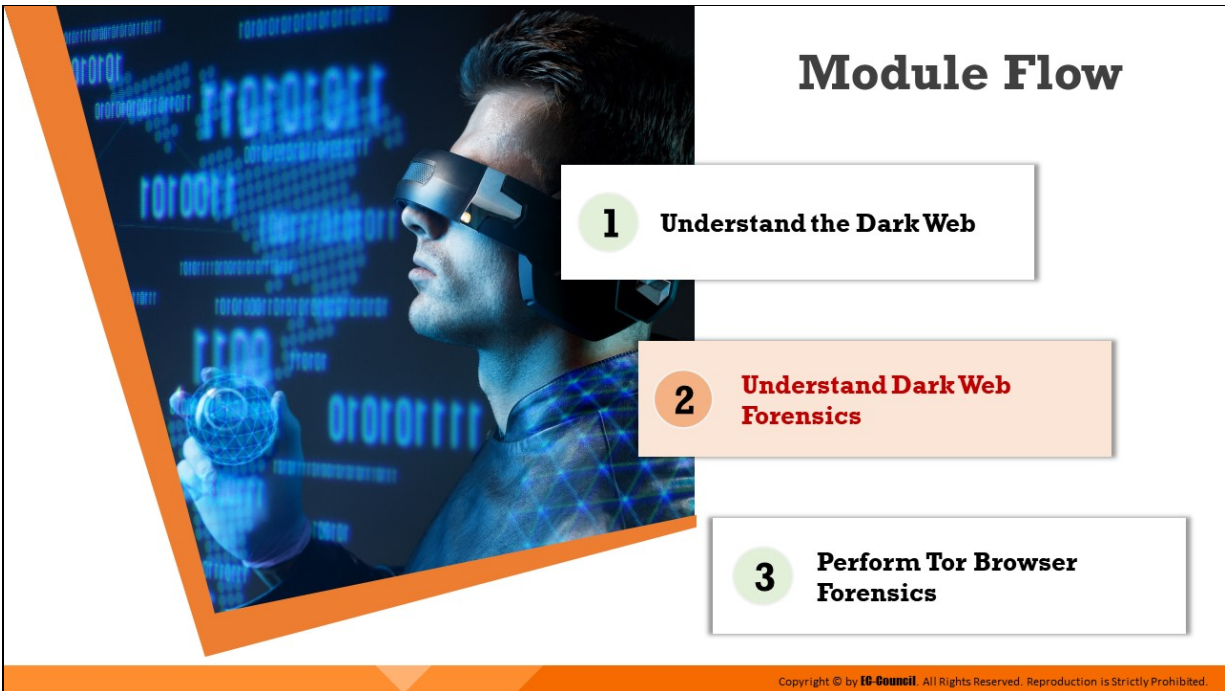 Module Flow
1
Understand the Dark Web
2
Understand Dark Web
Forensics
3
Perform Tor Browser
Forensics
Copyright © by EC-Council. All Rights Reserved. Reproduction is Strictly Prohibited.